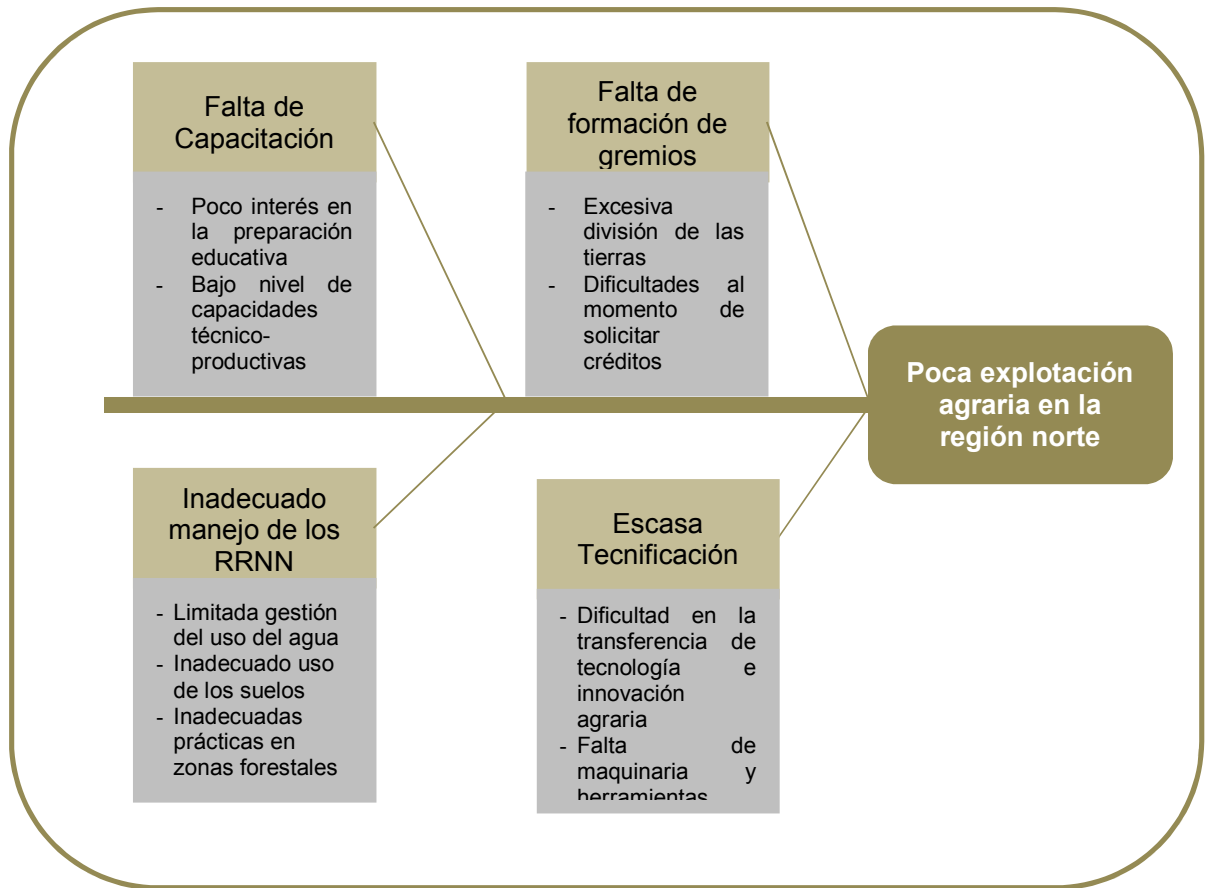 Falta de
Capacitación
- Poco interés en
la preparación
educativa
- Bajo nivel de
capacidades
técnico-
productivas
Falta de
formación de
gremios
- Excesiva
división de las
tierras
- Dificultades al
momento de
solicitar
créditos
Poca explotación
agraria en la
región norte
Inadecuado
manejo de los
RRNN
- Limitada gestión
del uso del agua
- Inadecuado uso
de los suelos
- Inadecuadas
prácticas en
zonas forestales
Escasa
Tecnificación
- Dificultad en la
transferencia de
tecnología e
innovación
agraria
- Falta de
maquinaria y
herramientas